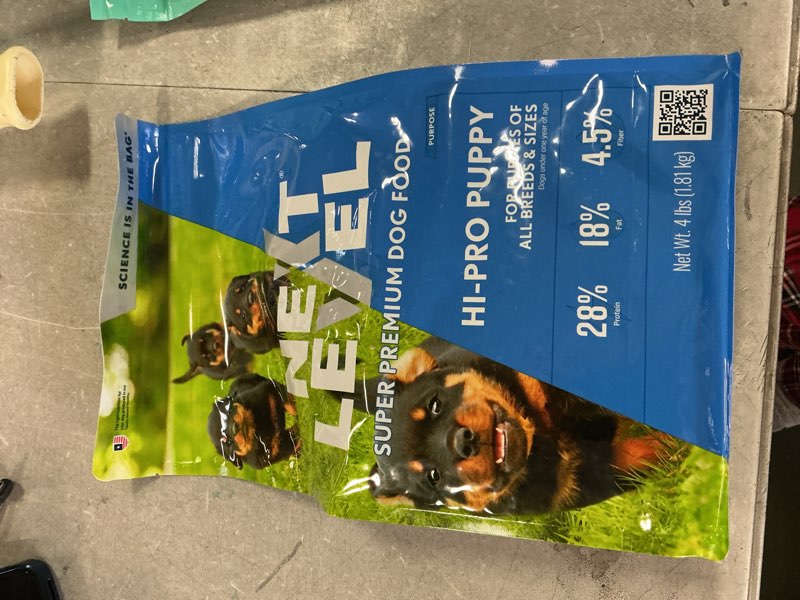 SCIENCE IS IN THE BAG
NEXT
LEVEL
SUPER PREMIUM DOG FOOD
PURPOSE
HI-PRO PUPPY
FOR PUPPIES OF
ALL BREEDS & SIZES
Dogs under one year of age
28% 18% 4.5%
Protein Fat Fiber
Net Wt. 4 lbs (1.81 kg)